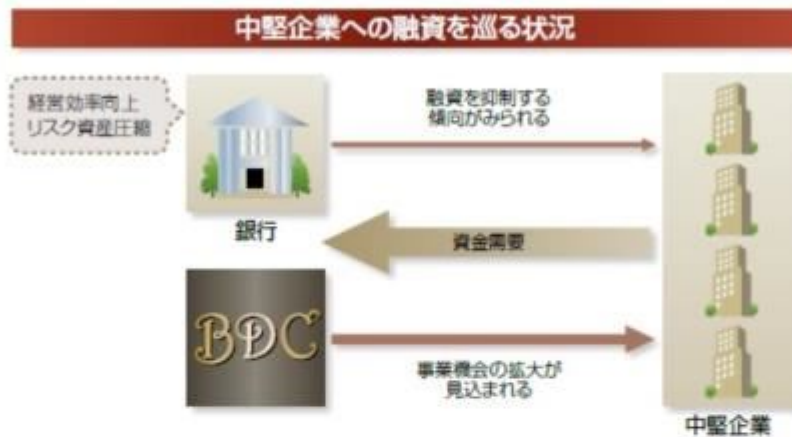 中堅企業への融資を巡る状況
経営効率向上
リスク資産圧縮
融資を抑制する
傾向がみられる
銀行
資金需要
BDC
事業機会の拡大が
見込まれる
中堅企業